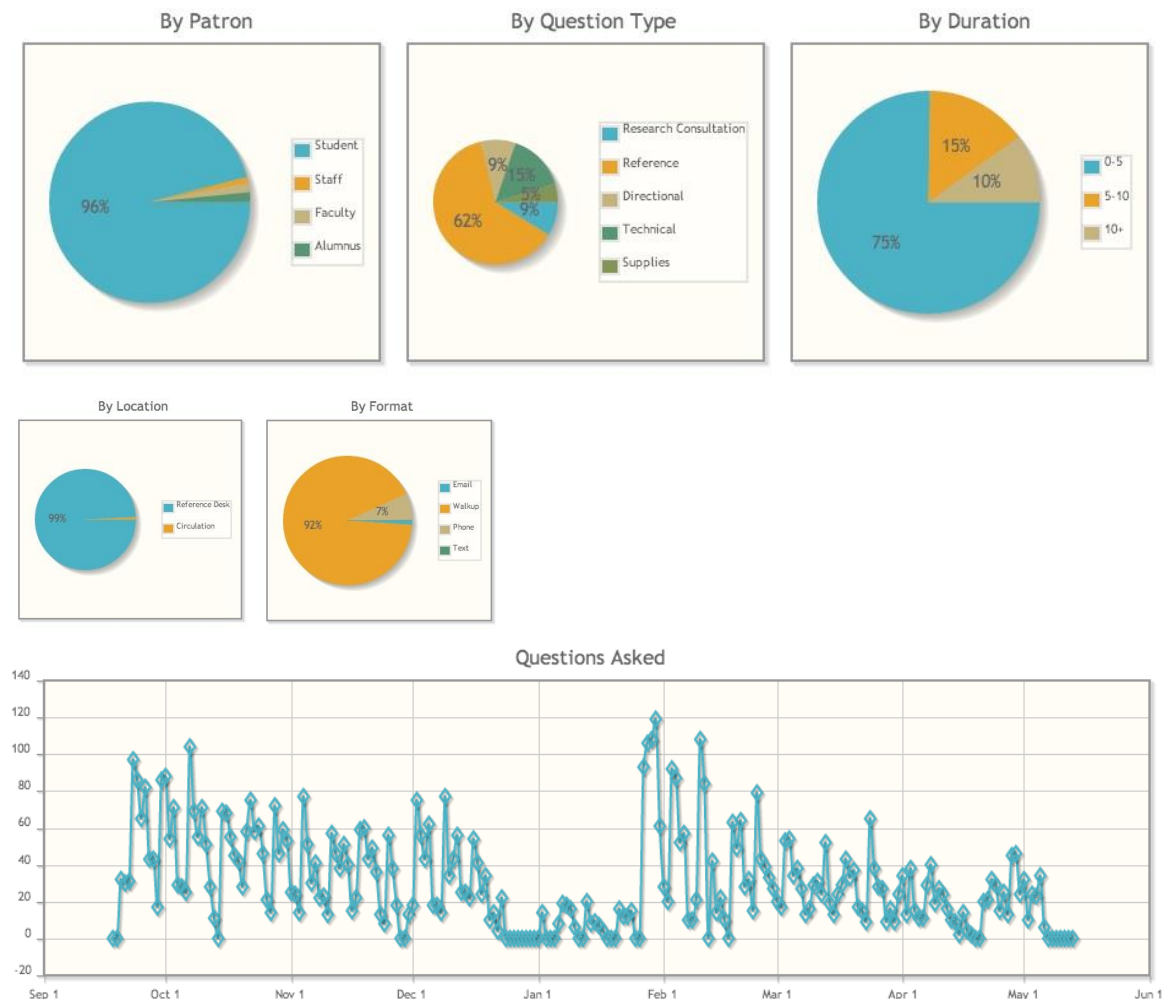 By Patron
96%
Student
Staff
Faculty
Alumnus
By Question Type
9%
15%
5%
9%
62%
Research Consultation
Reference
Directional
Technical
Supplies
By Duration
15%
10%
75%
0-5
5-10
10+
By Location
99%
Reference Desk
Circulation
By Format
7%
92%
Email
Walkup
Phone
Text
Questions Asked
140
120
100
80
60
40
20
0
-20
Sep 1 Oct 1 Nov 1 Dec 1 Jan 1 Feb 1 Mar 1 Apr 1 May 1 Jun 1